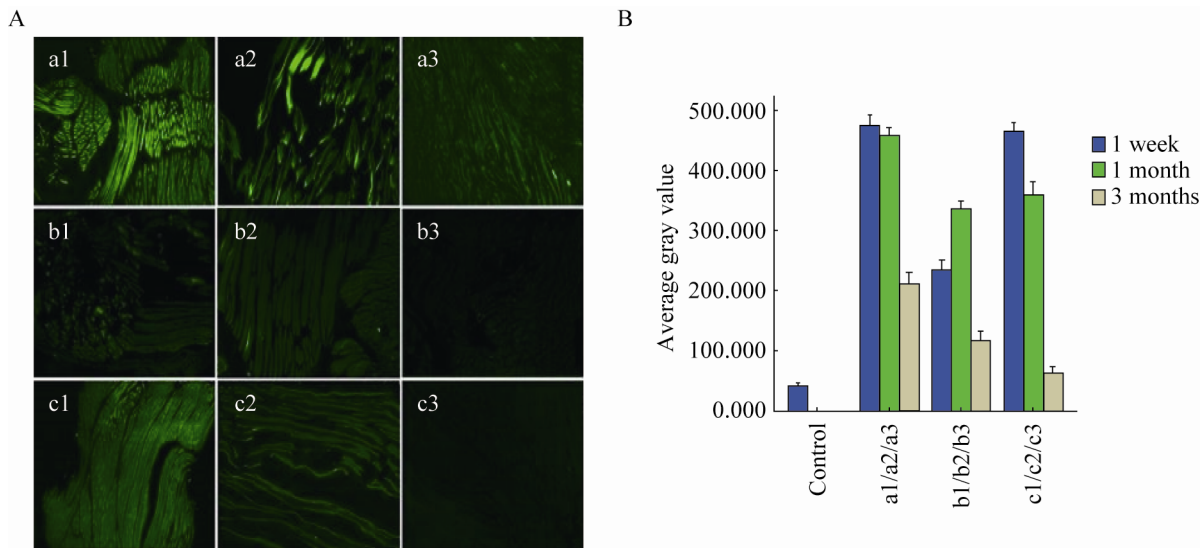 A
B
a1
a2
a3
b1
b2
b3
c1
c2
c3
Average gray value
500.000
400.000
300.000
200.000
100.000
0.000
Control
a1/a2/a3
b1/b2/b3
c1/c2/c3
1 week
1 month
3 months